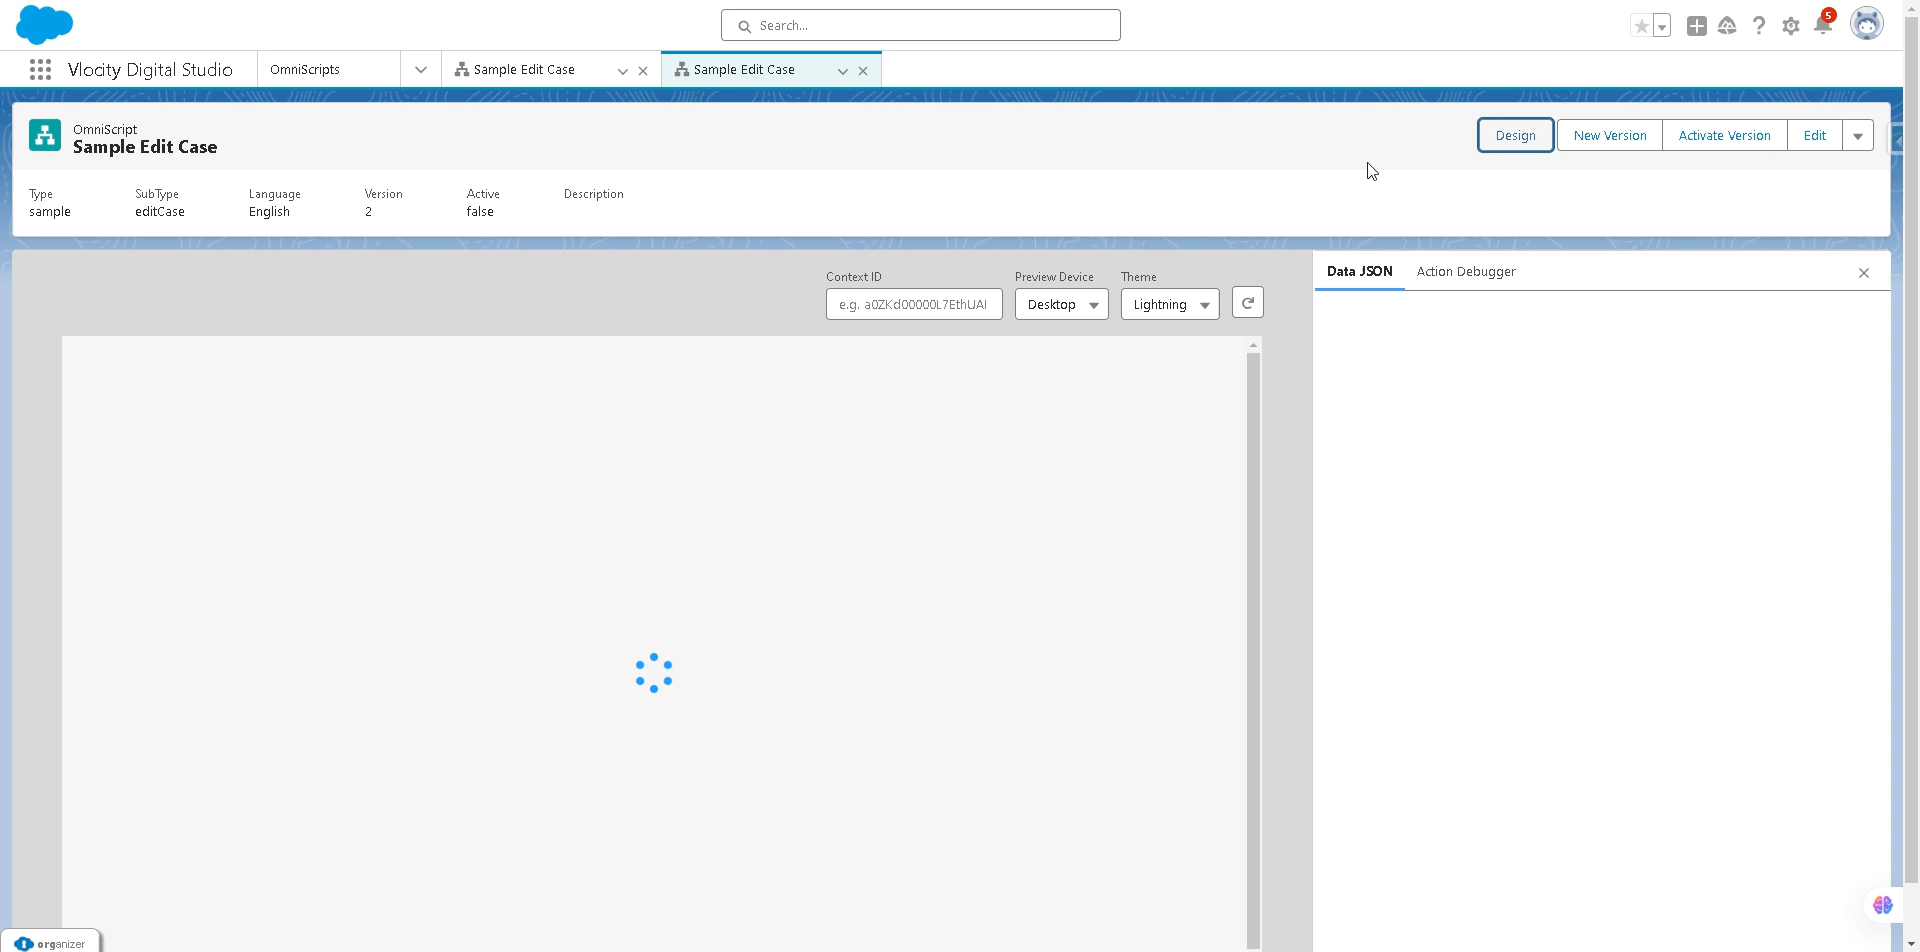 Search...
5
Vlocity Digital Studio
OmniScripts
Sample Edit Case
Sample Edit Case
OmniScript
Sample Edit Case
Design
New Version
Activate Version
Edit
Type
SubType
Language
Version
Active
Description
sample
editCase
English
2
false
Context ID
Preview Device
Theme
e.g. a0ZKd00000L7EthUAI
Desktop
Lightning
Data JSON
Action Debugger
organizer